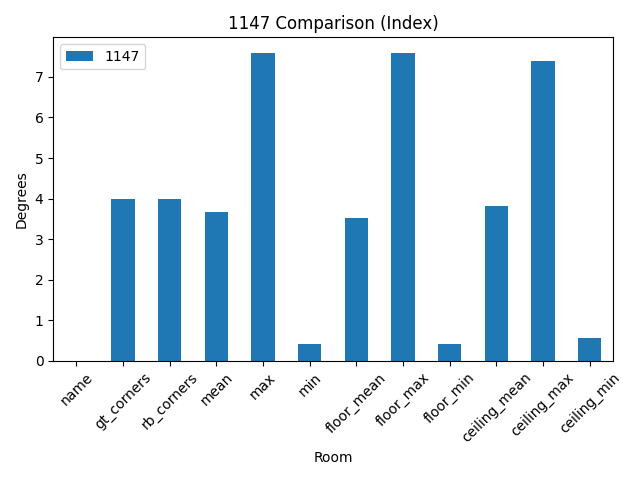 1147 Comparison (Index)
1147
Degrees
7
6
5
4
3
2
1
0
name
gt_corners
rb_corners
mean
max
min
floor_mean
floor_max
floor_min
ceiling_mean
ceiling_max
ceiling_min
Room